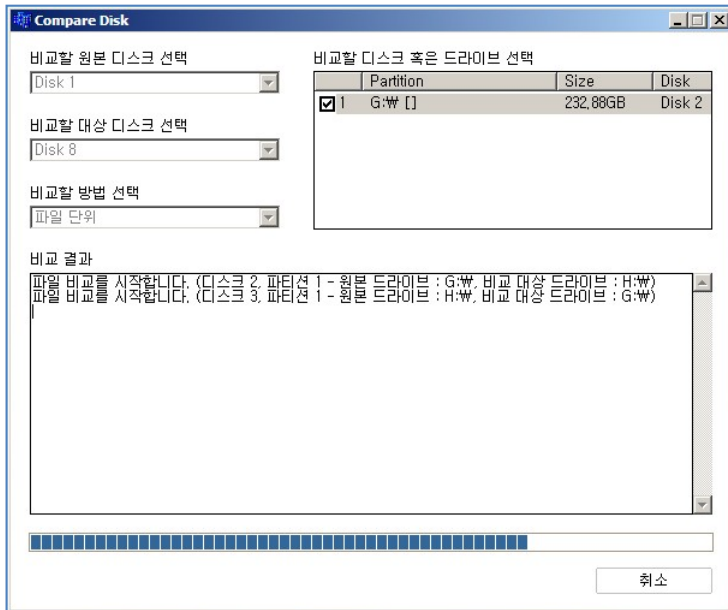 Compare Disk
비교할 원본 디스크 선택
Disk 1
비교할 대상 디스크 선택
Disk 8
비교할 방법 선택
파일 단위
비교할 디스크 혹은 드라이브 선택
Partition Size Disk
1 G:₩ [] 232,88GB Disk 2
비교 결과
파일 비교를 시작합니다. (디스크 2, 파티션 1 - 원본 드라이브 : G:₩, 비교 대상 드라이브 : H:₩)
파일 비교를 시작합니다. (디스크 3, 파티션 1 - 원본 드라이브 : H:₩, 비교 대상 드라이브 : G:₩)
취소